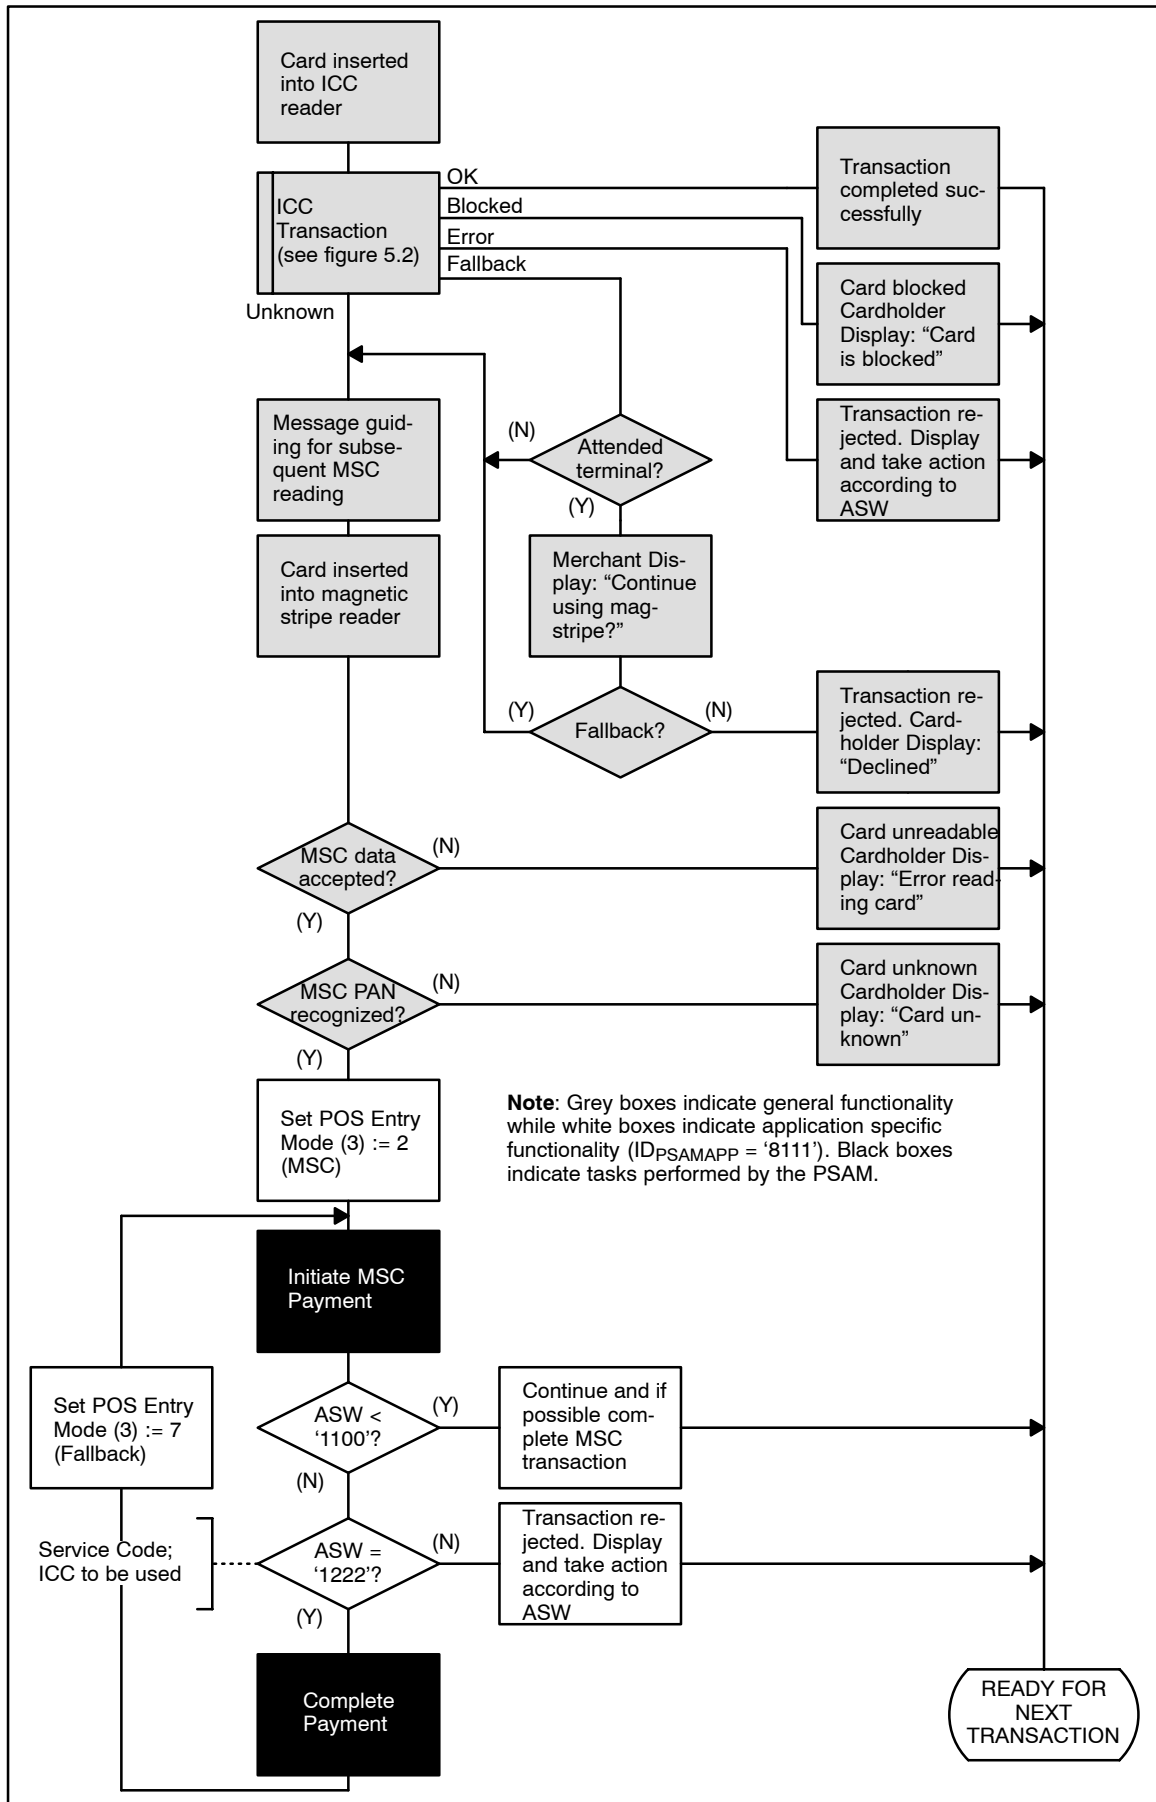 Card inserted
into ICC
reader
ICC
Transaction
(see figure 5.2)
OK
Blocked
Error
Fallback
Unknown
Transaction
completed suc-
cessfully
Card blocked
Cardholder
Display: “Card
is blocked”
Transaction re-
jected. Display
and take action
according to
ASW
Message guid-
ing for subse-
quent MSC
reading
(N)
Attended
terminal?
(Y)
Card inserted
into magnetic
stripe reader
Merchant Dis-
play: “Continue
using mag-
stripe?”
(Y)
Fallback?
(N)
Transaction re-
jected. Card-
holder Display:
“Declined”
MSC data
accepted?
(N)
(Y)
Card unreadable
Cardholder Dis-
play: “Error read-
ing card”
MSC PAN
recognized?
(N)
(Y)
Card unknown
Cardholder Dis-
play: “Card un-
known”
Set POS Entry
Mode (3) := 2
(MSC)
Note: Grey boxes indicate general functionality
while white boxes indicate application specific
functionality (IDPSAMAPP = ‘8111’). Black boxes
indicate tasks performed by the PSAM.
Initiate MSC
Payment
Set POS Entry
Mode (3) := 7
(Fallback)
ASW <
‘1100’?
(Y)
(N)
Continue and if
possible com-
plete MSC
transaction
Service Code;
ICC to be used
ASW =
‘1222’?
(N)
(Y)
Transaction re-
jected. Display
and take action
according to
ASW
Complete
Payment
READY FOR
NEXT
TRANSACTION